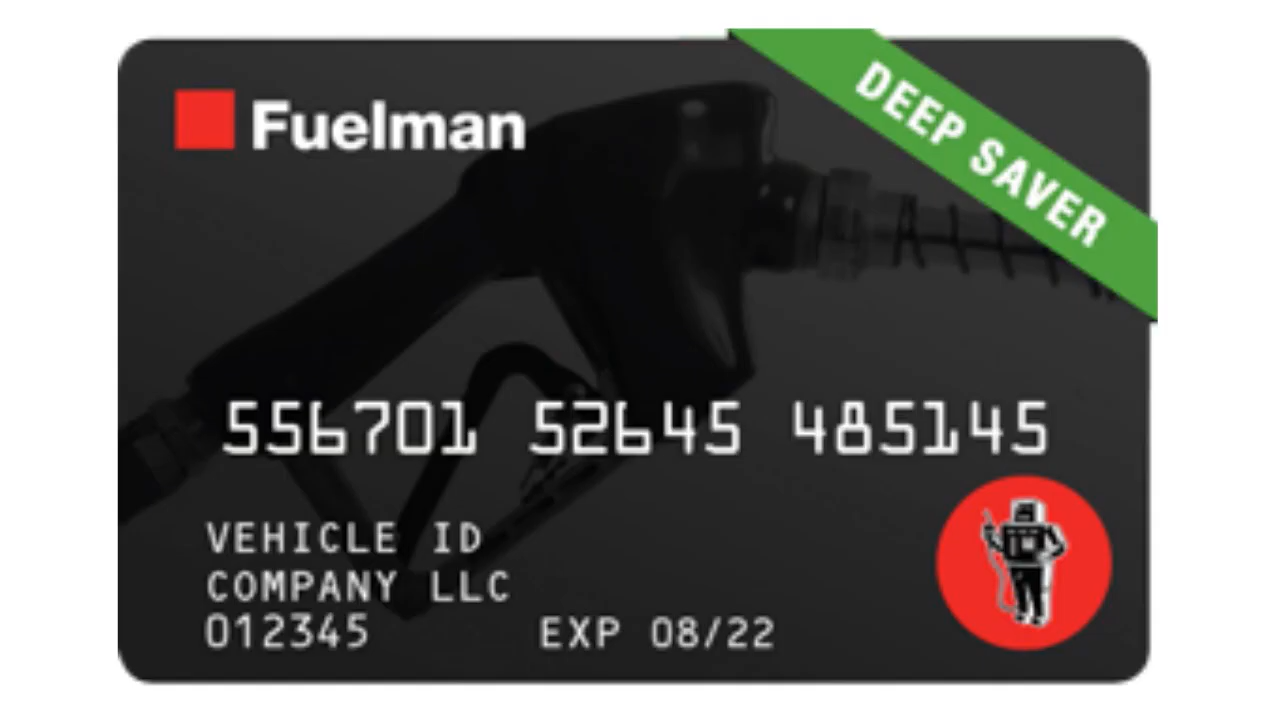 Fuelman
DEEP SAVER
556701 52645 485145
VEHICLE ID
COMPANY LLC
012345 EXP 08/22